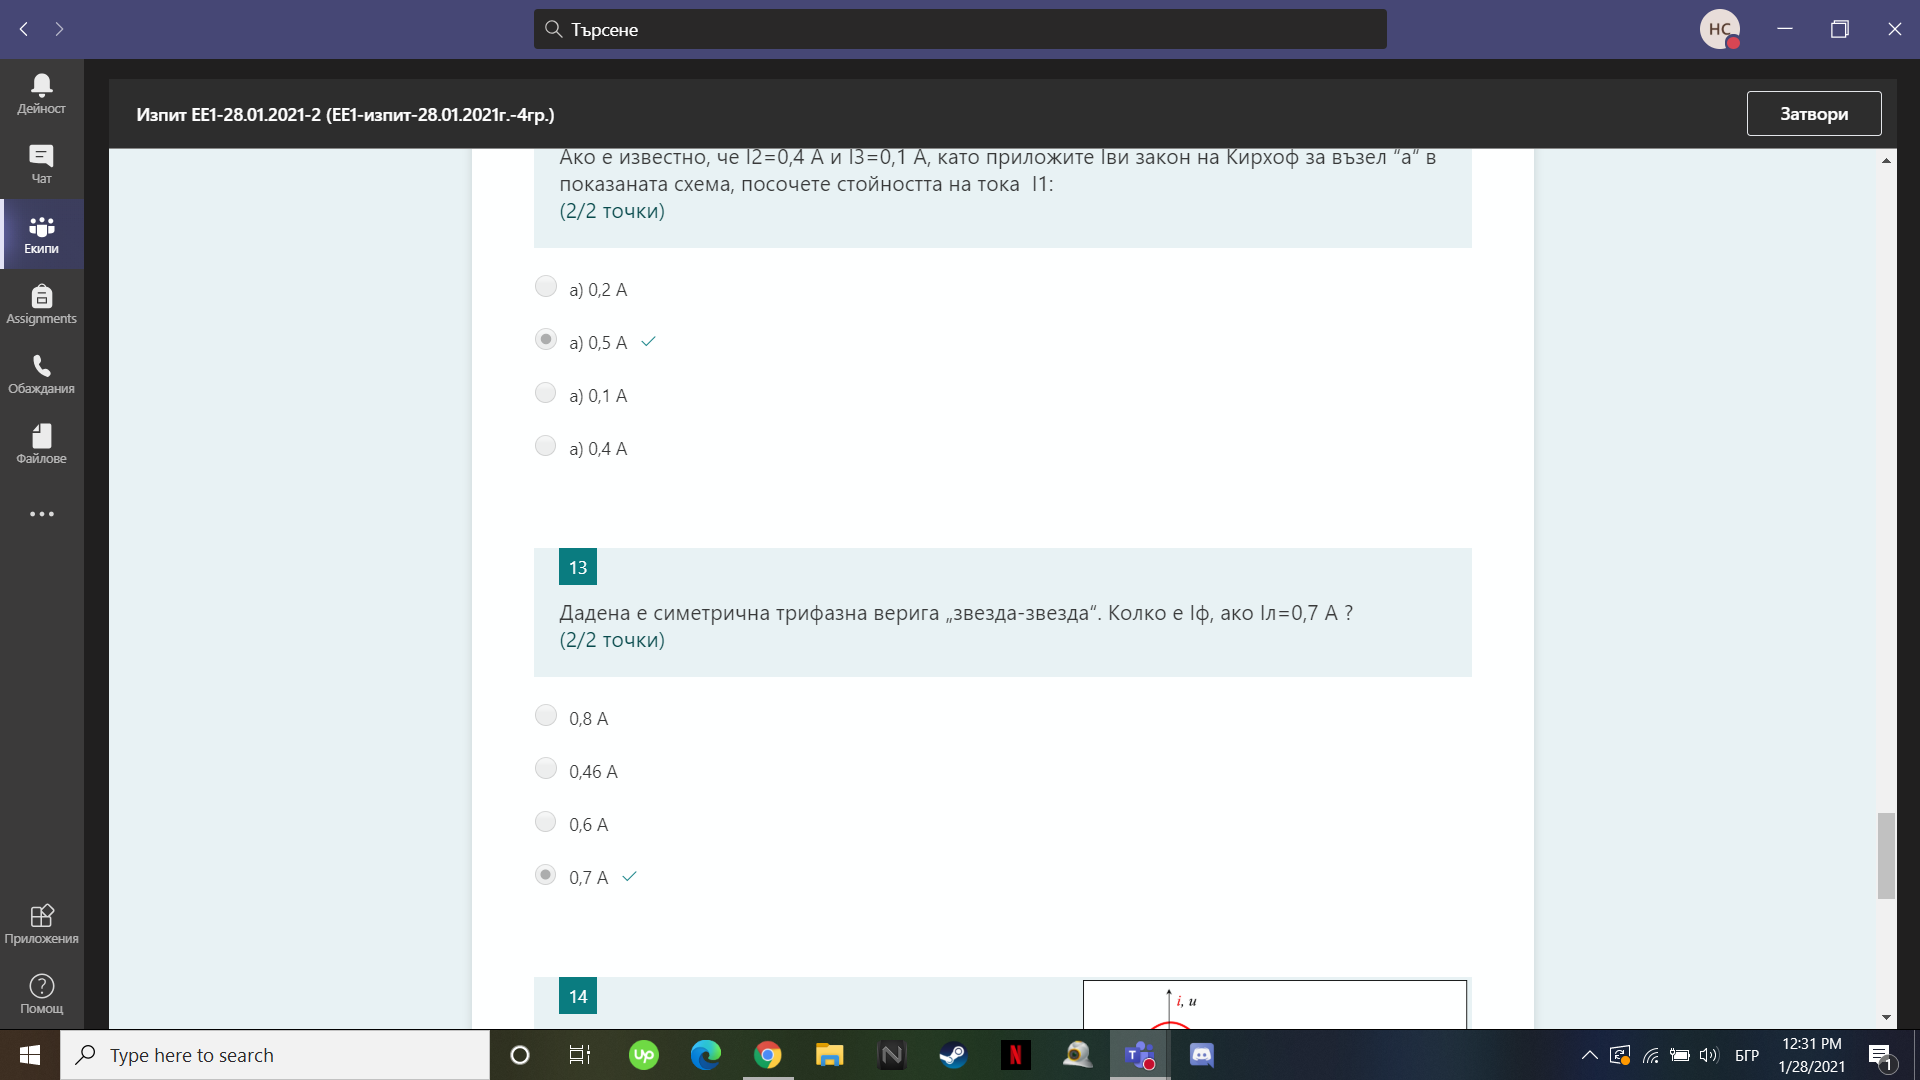 Търсене
НС
Дейност
Чат
Екипи
Assignments
Обаждания
Файлове
Приложения
Помощ
Изпит ЕЕ1-28.01.2021-2 (ЕЕ1-изпит-28.01.2021г.-4гр.)
Затвори
Ако е известно, че I2=0,4 А и I3=0,1 А, като приложите Iви закон на Кирхоф за възел "а" в
показаната схема, посочете стойността на тока I1:
(2/2 точки)
а) 0,2 А
а) 0,5 А
а) 0,1 А
а) 0,4 А
13
Дадена е симетрична трифазна верига „звезда-звезда“. Колко е Iф, ако Iл=0,7 А ?
(2/2 точки)
0,8 А
0,46 А
0,6 А
0,7 А
14
i, u
Type here to search
Up
N
N
T
БГР
12:31 PM
1/28/2021
1